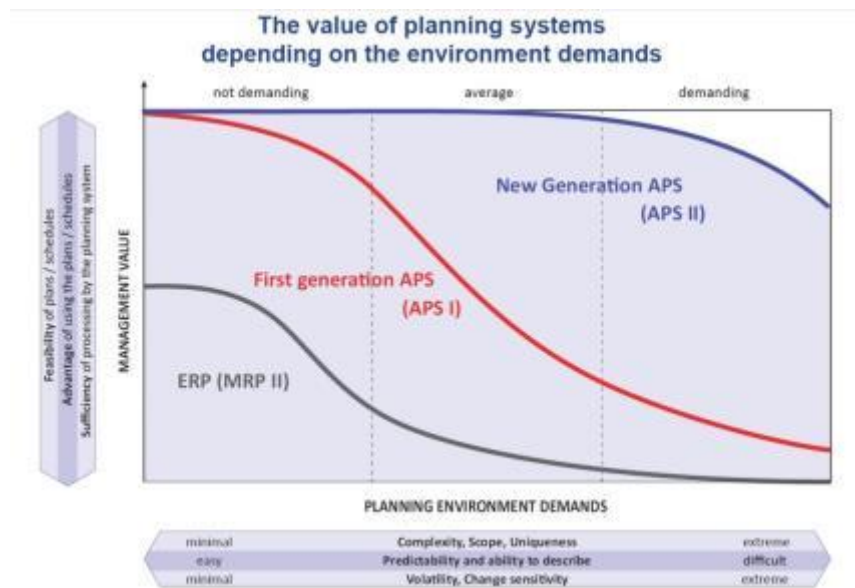 The value of planning systems
depending on the environment demands
not demanding average demanding
Feasibility of plans / schedules
Advantage of using the plans / schedules
Sufficiency of processing by the planning system
MANAGEMENT VALUE
New Generation APS
(APS II)
First generation APS
(APS I)
ERP (MRP II)
PLANNING ENVIRONMENT DEMANDS
minimal Complexity, Scope, Uniqueness extreme
easy Predictability and ability to describe difficult
minimal Volatility, Change sensitivity extreme